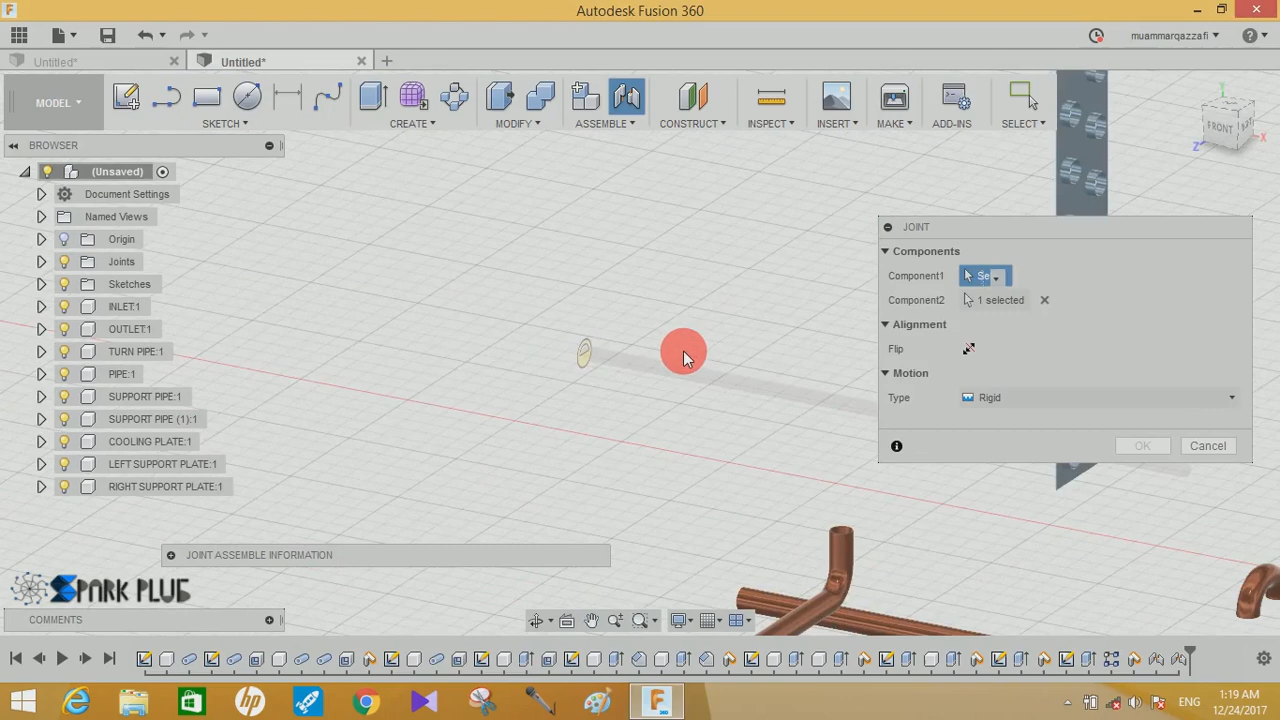 Autodesk Fusion 360
muammarqazzafi
Untitled*
Untitled*
MODEL
SKETCH
CREATE
MODIFY
ASSEMBLE
CONSTRUCT
INSPECT
INSERT
MAKE
ADD-INS
SELECT
BROWSER
(Unsaved)
Document Settings
Named Views
Origin
Joints
Sketches
INLET:1
OUTLET:1
TURN PIPE:1
PIPE:1
SUPPORT PIPE:1
SUPPORT PIPE (1):1
COOLING PLATE:1
LEFT SUPPORT PLATE:1
RIGHT SUPPORT PLATE:1
FRONT
Z
X
Y
JOINT
Components
Component1 Se
Component2 1 selected
Alignment
Flip
Motion
Type Rigid
OK Cancel
JOINT ASSEMBLE INFORMATION
SPARK PLUG
COMMENTS
ENG
1:19 AM
12/24/2017